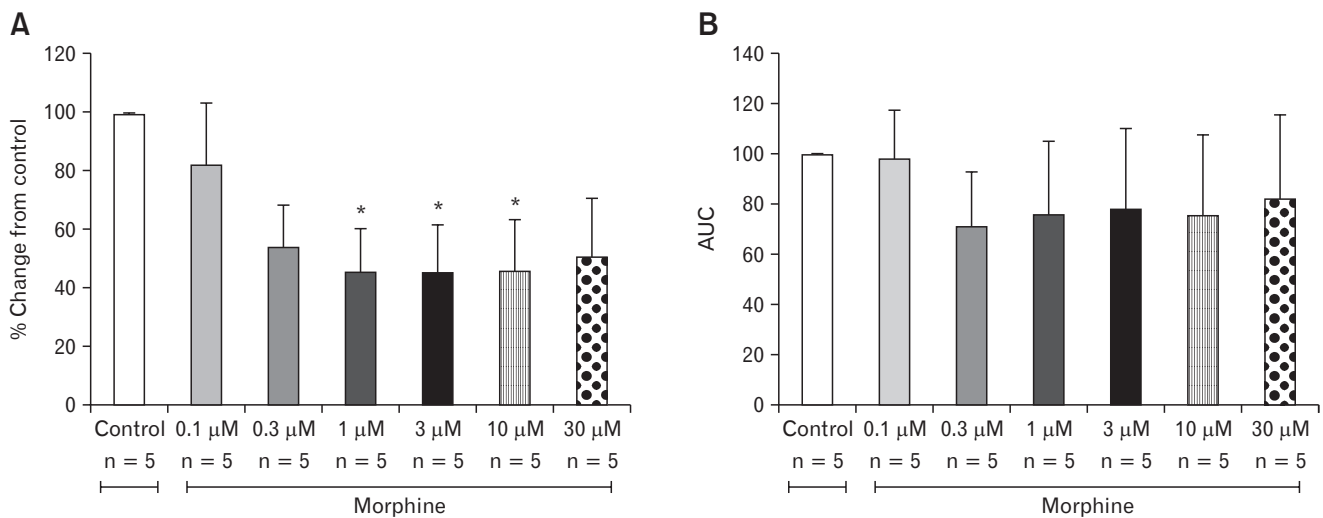 A
% Change from control
120
100
80
60
40
20
0
* * *
Control 0.1 μM 0.3 μM 1 μM 3 μM 10 μM 30 μM
n = 5 n = 5 n = 5 n = 5 n = 5 n = 5 n = 5
Morphine
B
AUC
140
120
100
80
60
40
20
0
Control 0.1 μM 0.3 μM 1 μM 3 μM 10 μM 30 μM
n = 5 n = 5 n = 5 n = 5 n = 5 n = 5 n = 5
Morphine